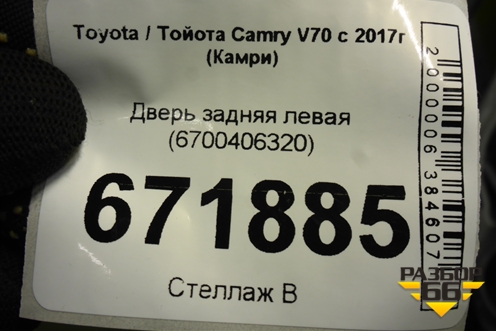 Toyota / Тойота Camry V70 с 2017г
(Камри)
Дверь задняя левая
(6700406320)
671885
Стеллаж В
2000006384607
РАЗБОР
66